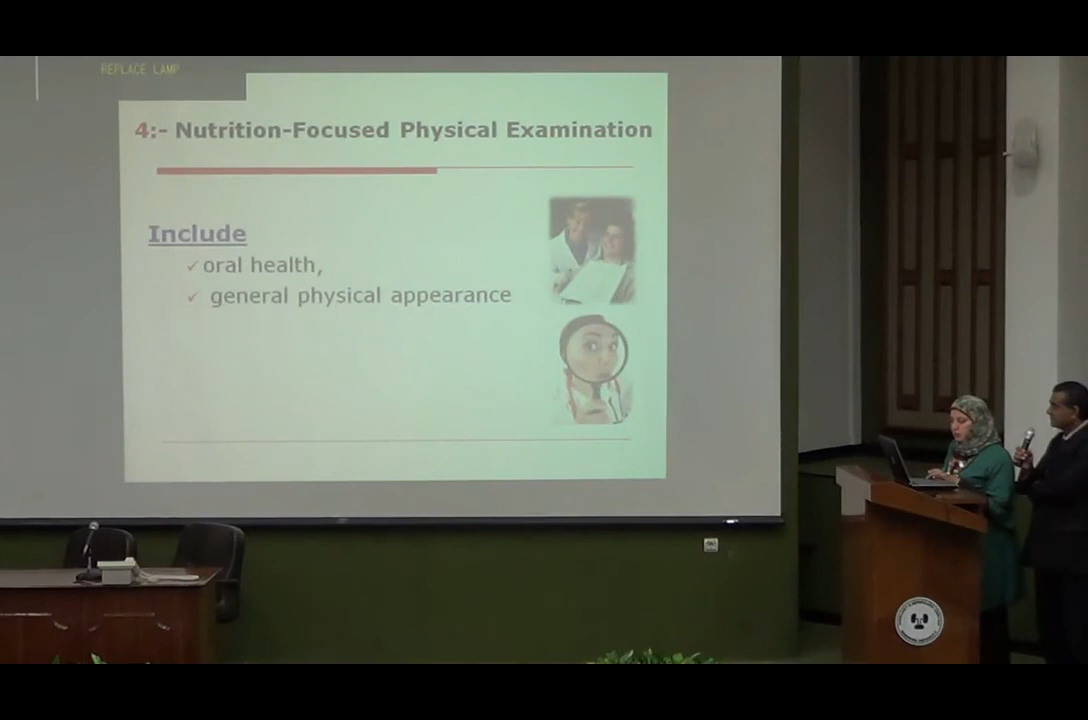 REPLACE LAMP
4:- Nutrition-Focused Physical Examination
Include
✓ oral health,
✓ general physical appearance